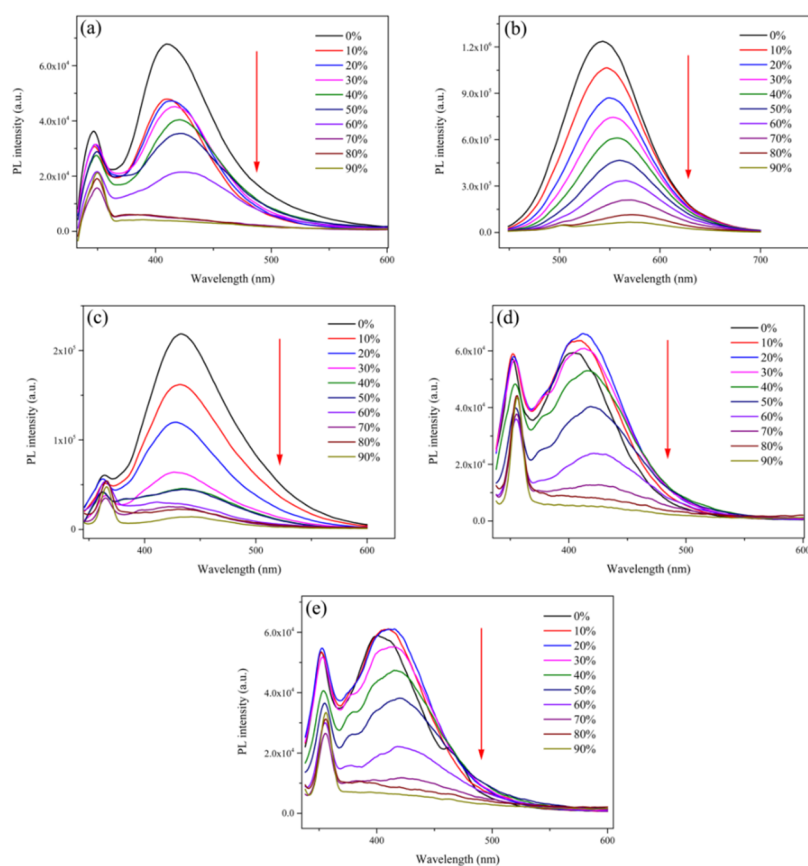 (a)
0%
10%
20%
30%
40%
50%
60%
70%
80%
90%
6.0x10⁴
4.0x10⁴
2.0x10⁴
0.0
400
500
600
PL intensity (a.u.)
Wavelength (nm)
(b)
0%
10%
20%
30%
40%
50%
60%
70%
80%
90%
1.2x10⁶
9.0x10⁵
6.0x10⁵
3.0x10⁵
0.0
500
600
700
PL intensity (a.u.)
Wavelength (nm)
(c)
0%
10%
20%
30%
40%
50%
60%
70%
80%
90%
2x10⁵
1x10⁵
0
400
500
600
PL intensity (a.u.)
Wavelength (nm)
(d)
0%
10%
20%
30%
40%
50%
60%
70%
80%
90%
6.0x10⁴
4.0x10⁴
2.0x10⁴
0.0
400
500
600
PL intensity (a.u.)
Wavelength (nm)
(e)
0%
10%
20%
30%
40%
50%
60%
70%
80%
90%
6.0x10⁴
4.0x10⁴
2.0x10⁴
0.0
400
500
600
PL intensity (a.u.)
Wavelength (nm)